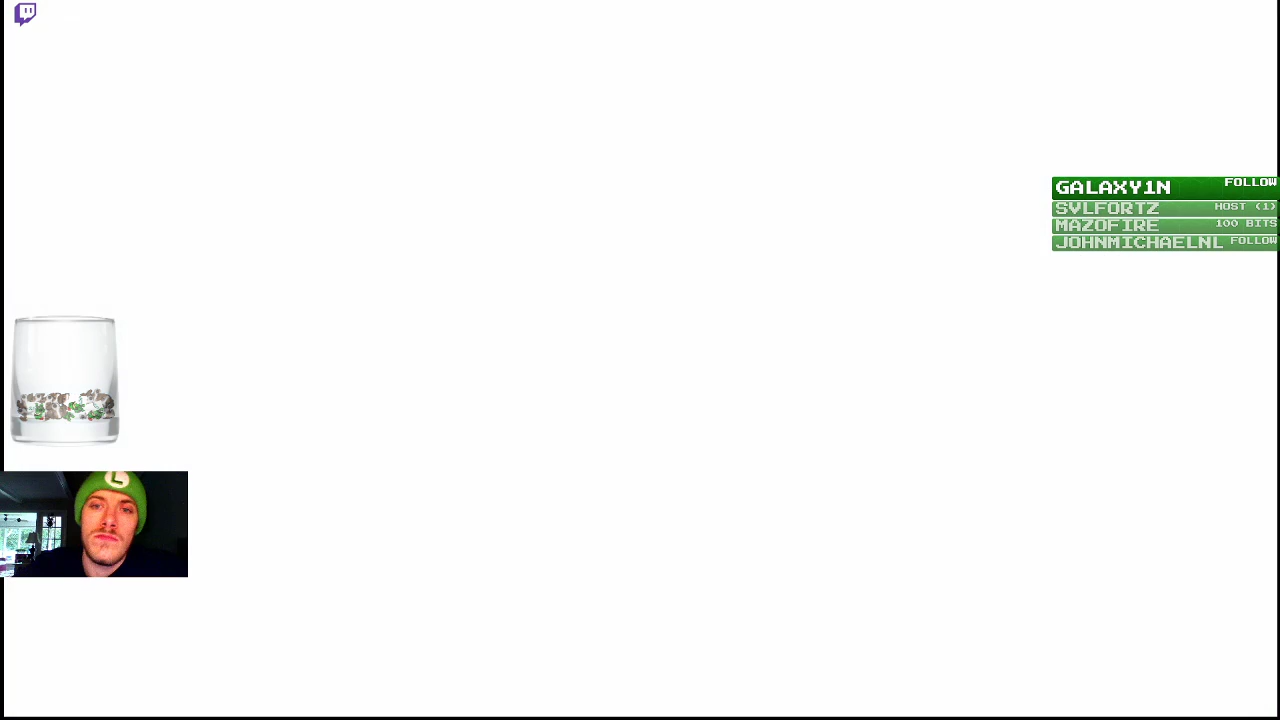 GALAXY1N FOLLOW
SVLFORTZ HOST (1)
MAZOFIRE 100 BITS
JOHNMICHAELNL FOLLOW
L